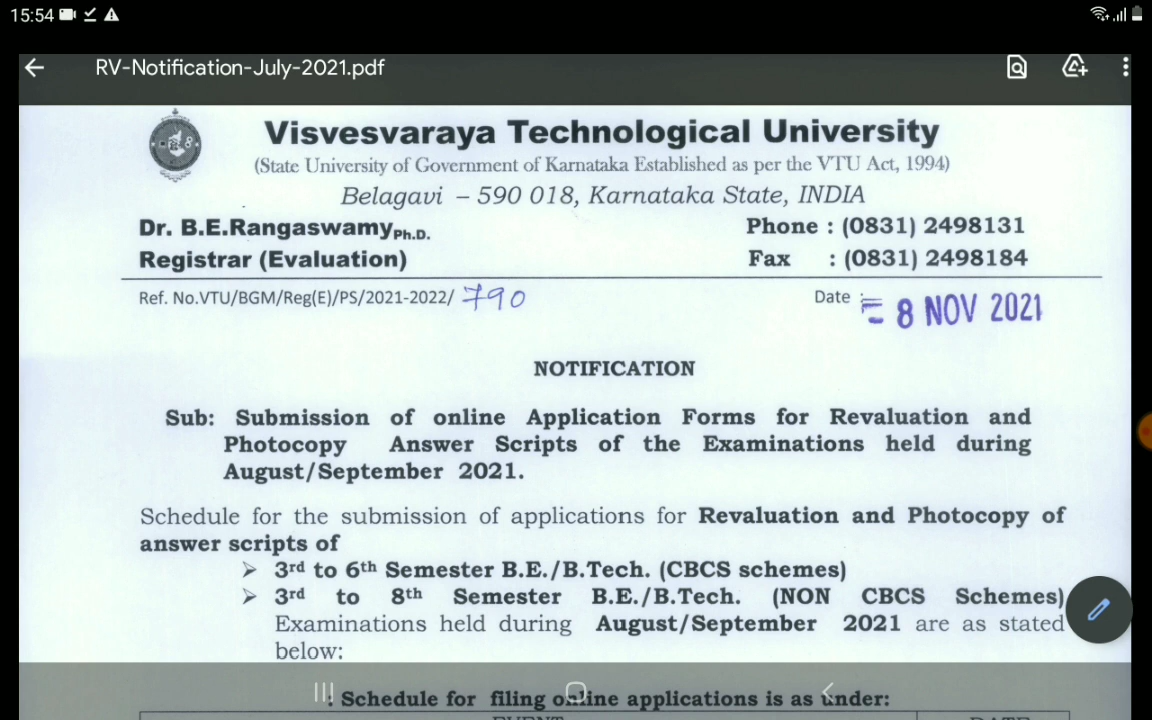 15:54
RV-Notification-July-2021.pdf
Visvesvaraya Technological University
(State University of Government of Karnataka Established as per the VTU Act, 1994)
Belagavi – 590 018, Karnataka State, INDIA
Dr. B.E.Rangaswamy Ph.D.
Phone : (0831) 2498131
Registrar (Evaluation)
Fax : (0831) 2498184
Ref. No.VTU/BGM/Reg(E)/PS/2021-2022/ 790
Date : = 8 NOV 2021
NOTIFICATION
Sub: Submission of online Application Forms for Revaluation and
Photocopy Answer Scripts of the Examinations held during
August/September 2021.
Schedule for the submission of applications for Revaluation and Photocopy of
answer scripts of
➢ 3rd to 6th Semester B.E./B.Tech. (CBCS schemes)
➢ 3rd to 8th Semester B.E./B.Tech. (NON CBCS Schemes)
Examinations held during August/September 2021 are as stated
below:
: Schedule for filing online applications is as under:
EVENT DATE